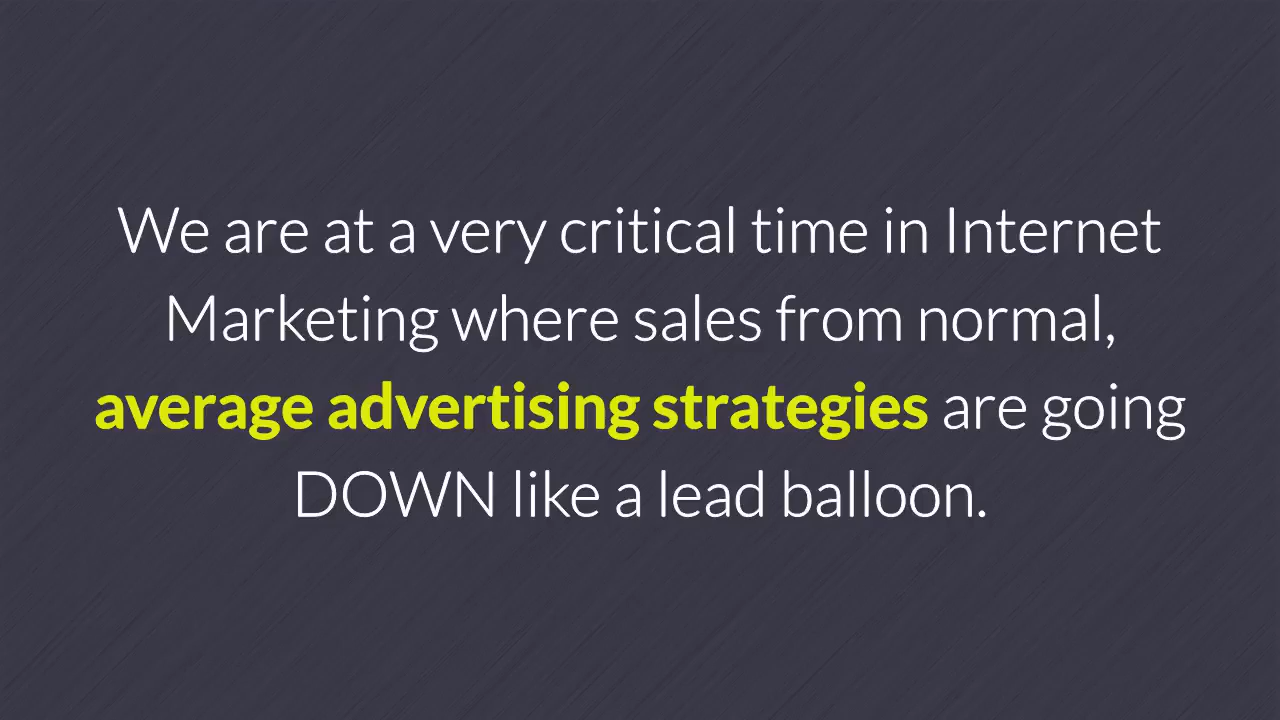 We are at a very critical time in Internet
Marketing where sales from normal,
average advertising strategies are going
DOWN like a lead balloon.